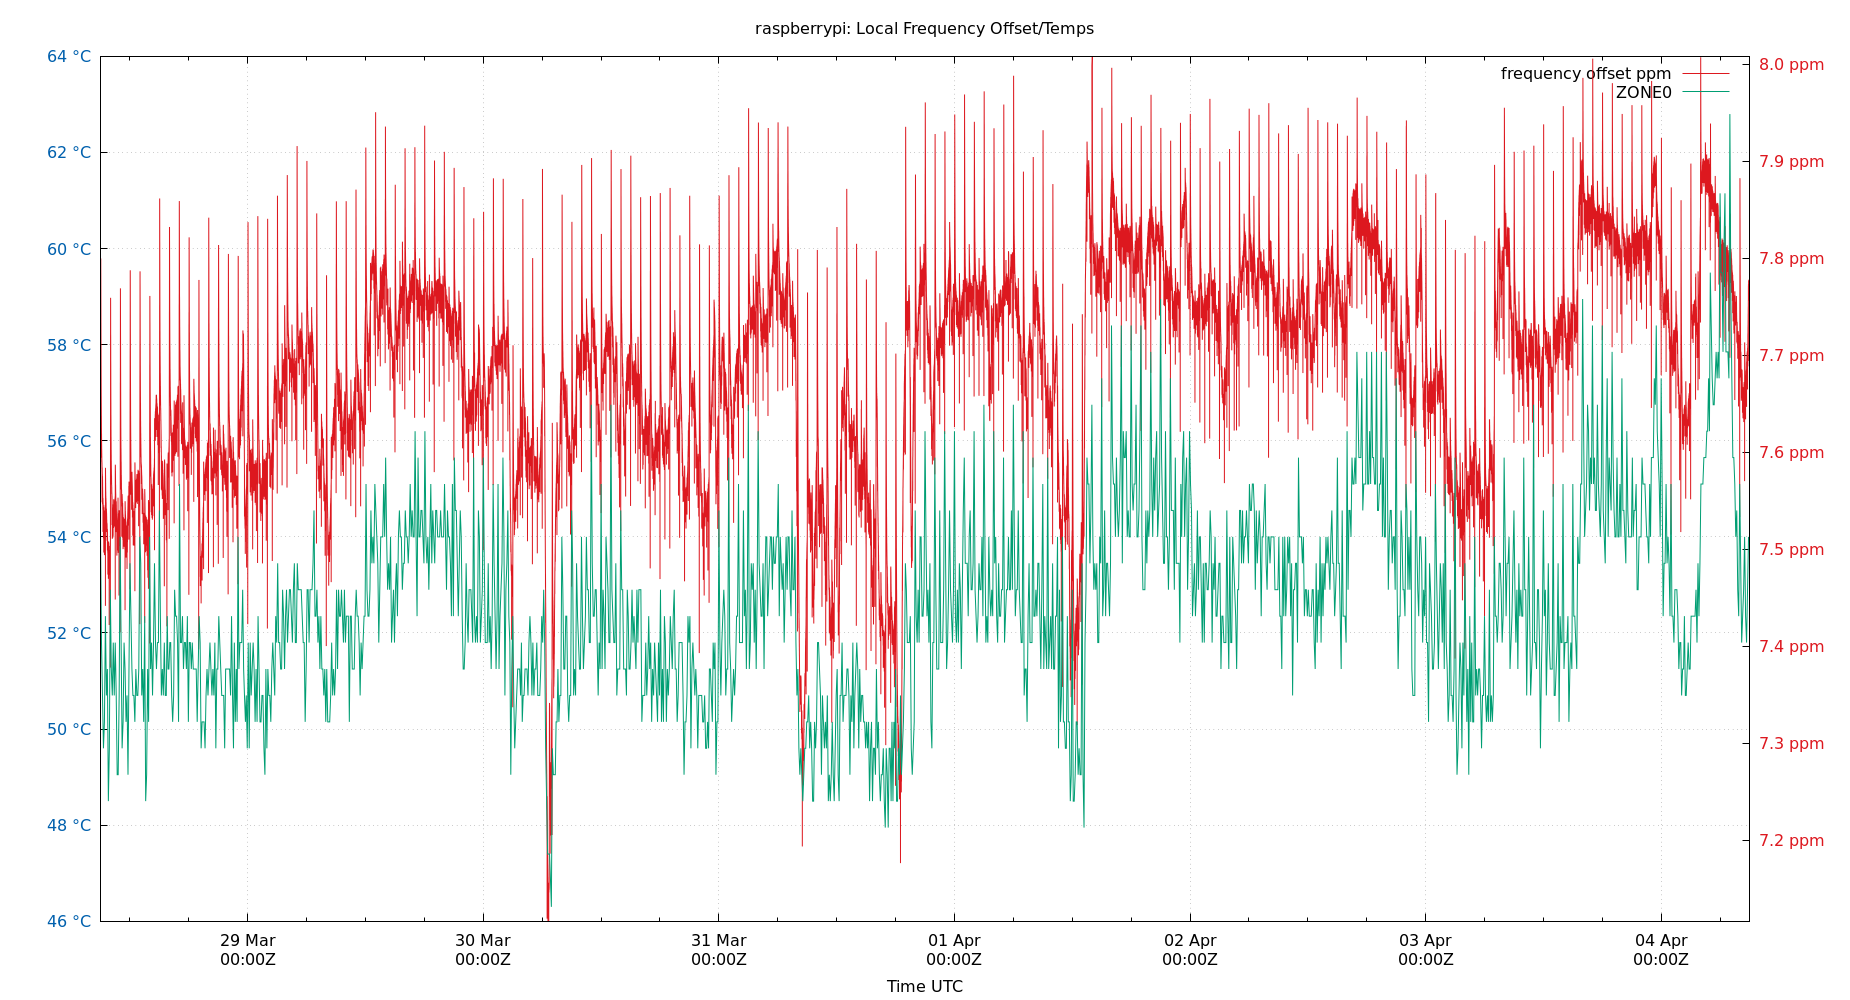 raspberrypi: Local Frequency Offset/Temps
64 °C
62 °C
60 °C
58 °C
56 °C
54 °C
52 °C
50 °C
48 °C
46 °C
frequency offset ppm
ZONE0
8.0 ppm
7.9 ppm
7.8 ppm
7.7 ppm
7.6 ppm
7.5 ppm
7.4 ppm
7.3 ppm
7.2 ppm
29 Mar
00:00Z
30 Mar
00:00Z
31 Mar
00:00Z
01 Apr
00:00Z
02 Apr
00:00Z
03 Apr
00:00Z
04 Apr
00:00Z
Time UTC